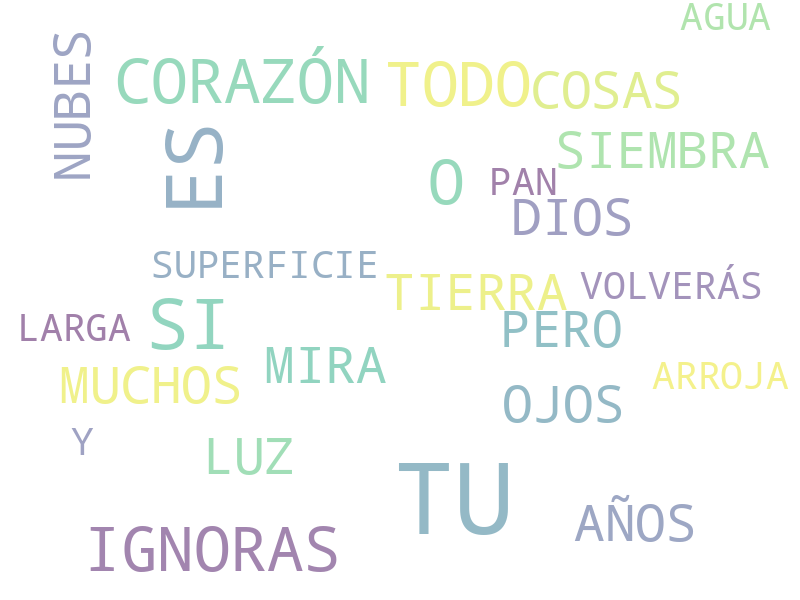 AGUA
NUBES
CORAZÓN
TODO
COSAS
ES
SIEMBRA
O
PAN
DIOS
SUPERFICIE
TIERRA
VOLVERÁS
LARGA
SI
PERO
MIRA
MUCHOS
ARROJA
OJOS
Y
LUZ
TU
AÑOS
IGNORAS